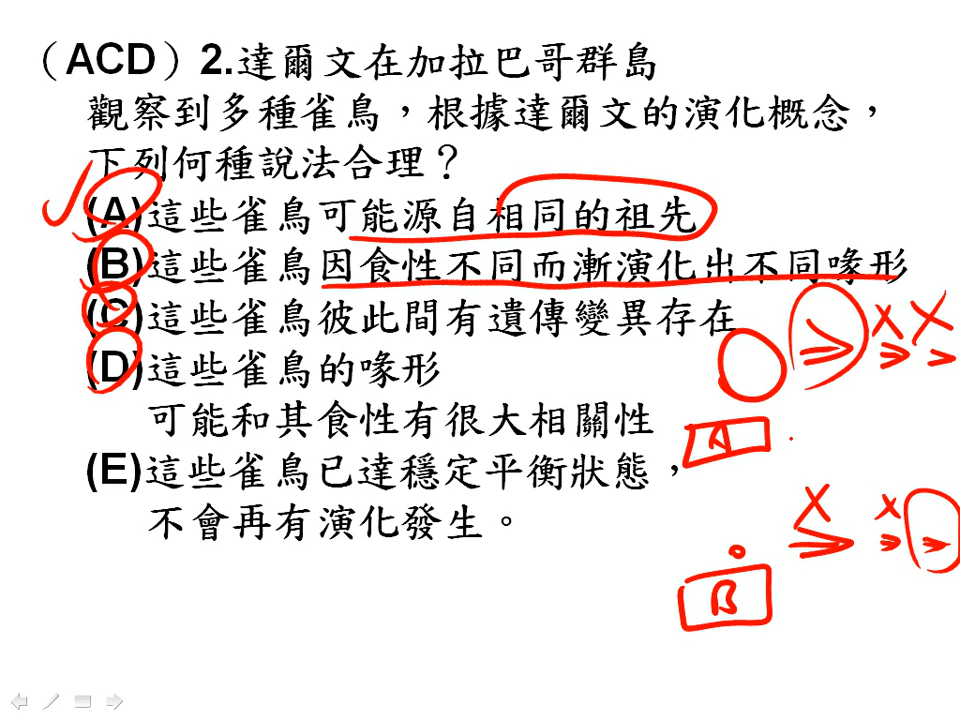 （ACD）2.達爾文在加拉巴哥群島
觀察到多種雀鳥，根據達爾文的演化概念，
下列何種說法合理？
(A)這些雀鳥可能源自相同的祖先
(B)這些雀鳥因食性不同而漸演化出不同喙形
(C)這些雀鳥彼此間有遺傳變異存在
(D)這些雀鳥的喙形
可能和其食性有很大相關性
A
(E)這些雀鳥已達穩定平衡狀態，
不會再有演化發生。
B